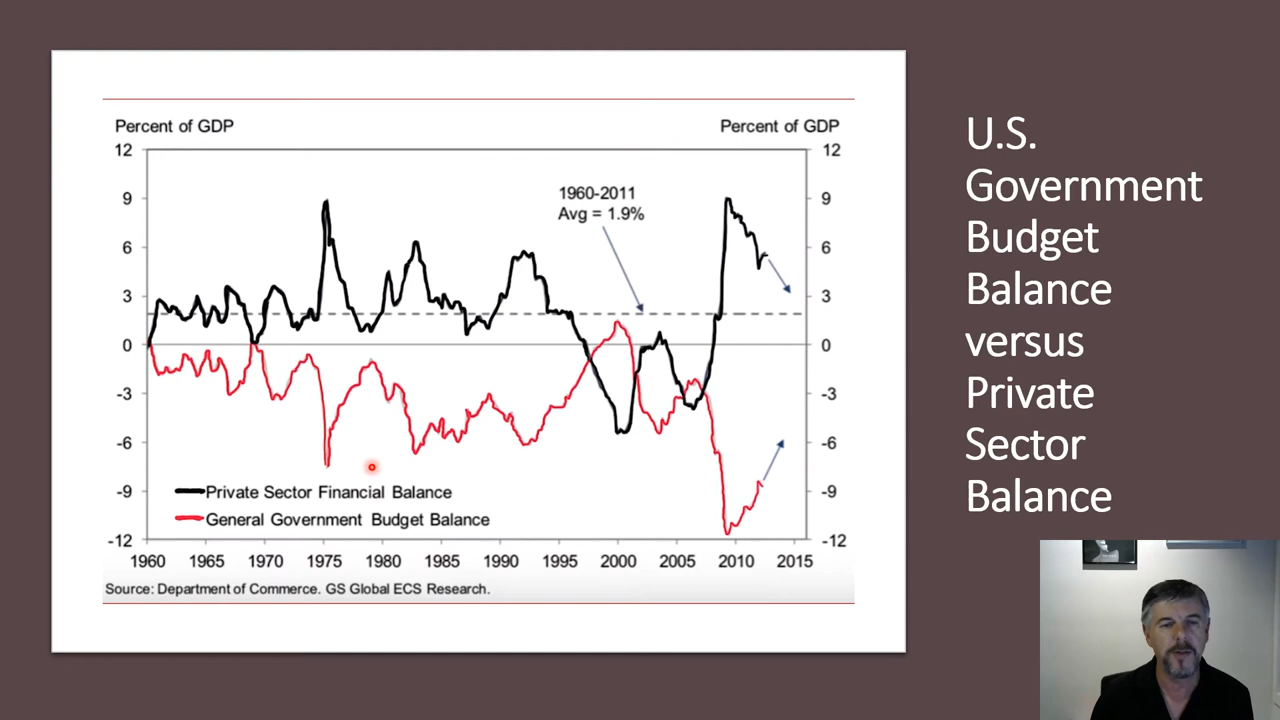 Percent of GDP Percent of GDP
12 12
1960-2011
Avg = 1.9%
9 9
6 6
3 3
0 0
-3 -3
-6 -6
-9 -9
-12 -12
Private Sector Financial Balance
General Government Budget Balance
1960 1965 1970 1975 1980 1985 1990 1995 2000 2005 2010 2015
Source: Department of Commerce. GS Global ECS Research.
U.S.
Government
Budget
Balance
versus
Private
Sector
Balance